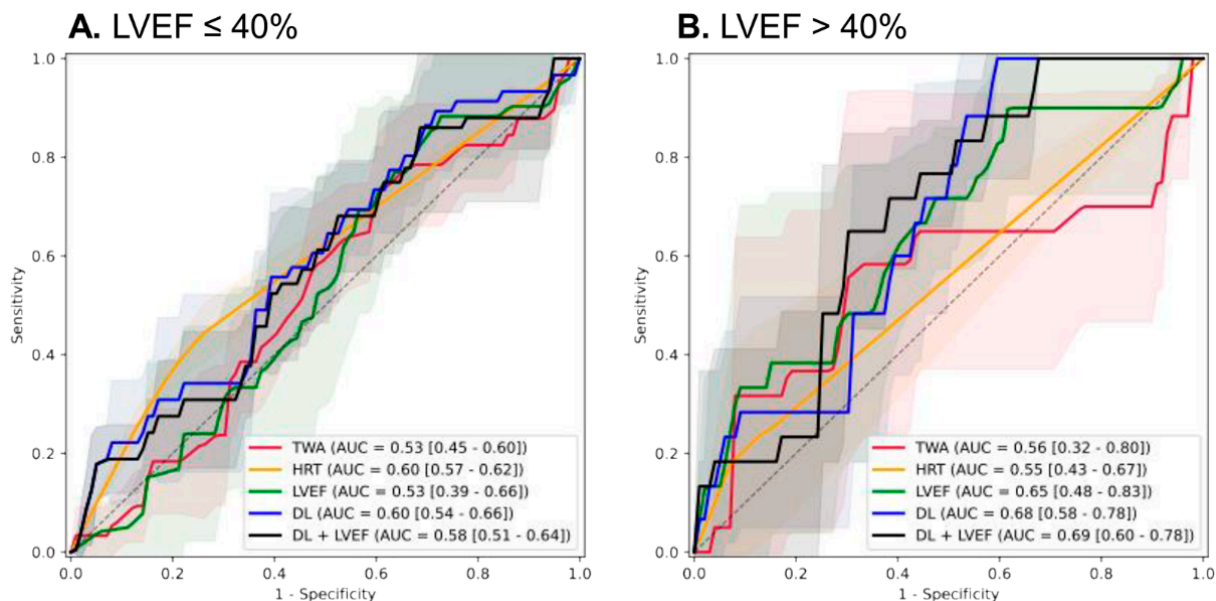 A. LVEF ≤ 40%
1.0
0.8
0.6
0.4
0.2
0.0
Sensitivity
TWA (AUC = 0.53 [0.45 - 0.60])
HRT (AUC = 0.60 [0.57 - 0.62])
LVEF (AUC = 0.53 [0.39 - 0.66])
DL (AUC = 0.60 [0.54 - 0.66])
DL + LVEF (AUC = 0.58 [0.51 - 0.64])
0.0 0.2 0.4 0.6 0.8 1.0
1 - Specificity
B. LVEF > 40%
1.0
0.8
0.6
0.4
0.2
0.0
Sensitivity
TWA (AUC = 0.56 [0.32 - 0.80])
HRT (AUC = 0.55 [0.43 - 0.67])
LVEF (AUC = 0.65 [0.48 - 0.83])
DL (AUC = 0.68 [0.58 - 0.78])
DL + LVEF (AUC = 0.69 [0.60 - 0.78])
0.0 0.2 0.4 0.6 0.8 1.0
1 - Specificity